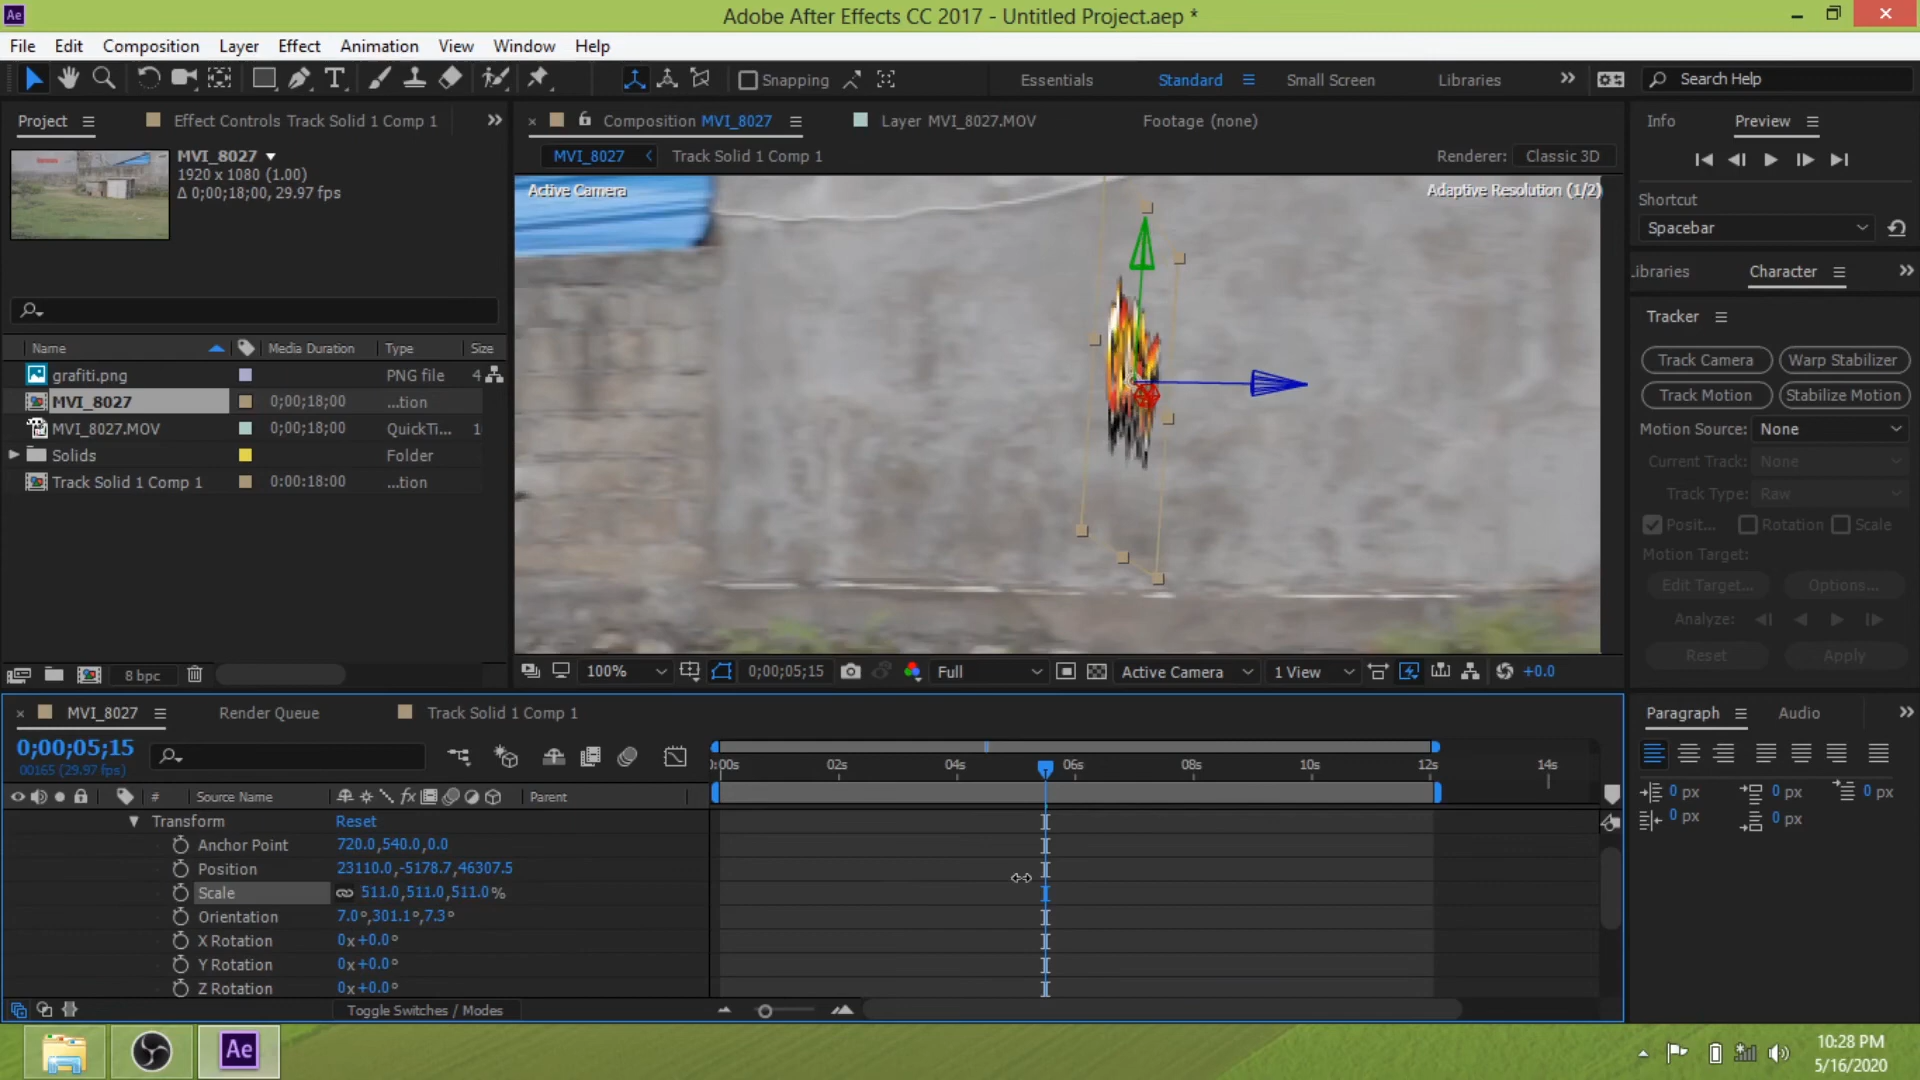 Ae
Adobe After Effects CC 2017 - Untitled Project.aep *
File Edit Composition Layer Effect Animation View Window Help
Snapping Essentials Standard Small Screen Libraries Search Help
Project Effect Controls Track Solid 1 Comp 1
Composition MVI_8027 Layer MVI_8027.MOV Footage (none)
Info Preview
MVI_8027
1920 x 1080 (1.00)
Δ 0;00;18;00, 29.97 fps
MVI_8027 Track Solid 1 Comp 1 Renderer: Classic 3D
Active Camera Adaptive Resolution (1/2)
Shortcut
Spacebar
.ibraries Character
Name Media Duration Type Size
grafiti.png PNG file 4
MVI_8027 0;00;18;00 ...tion
MVI_8027.MOV 0;00;18;00 QuickTi... 1
Solids Folder
Track Solid 1 Comp 1 0:00:18:00 ...tion
Tracker
Track Camera Warp Stabilizer
Track Motion Stabilize Motion
Motion Source: None
Current Track: None
Track Type: Raw
Posit... Rotation Scale
Motion Target:
Edit Target... Options...
Analyze:
Reset Apply
8 bpc
100% 0;00;05;15 Full Active Camera 1 View +0.0
MVI_8027 Render Queue Track Solid 1 Comp 1
0;00;05;15
00165 (29.97 fps)
:00s 02s 04s 06s 08s 10s 12s 14s
# Source Name fx Parent
Transform Reset
Anchor Point 720.0,540.0,0.0
Position 23110.0,-5178.7,46307.5
Scale 511.0,511.0,511.0%
Orientation 7.0°,301.1°,7.3°
X Rotation 0x+0.0°
Y Rotation 0x+0.0°
Z Rotation 0x+0.0°
Toggle Switches / Modes
Paragraph Audio
0 px 0 px 0 px
0 px 0 px
Ae
10:28 PM
5/16/2020